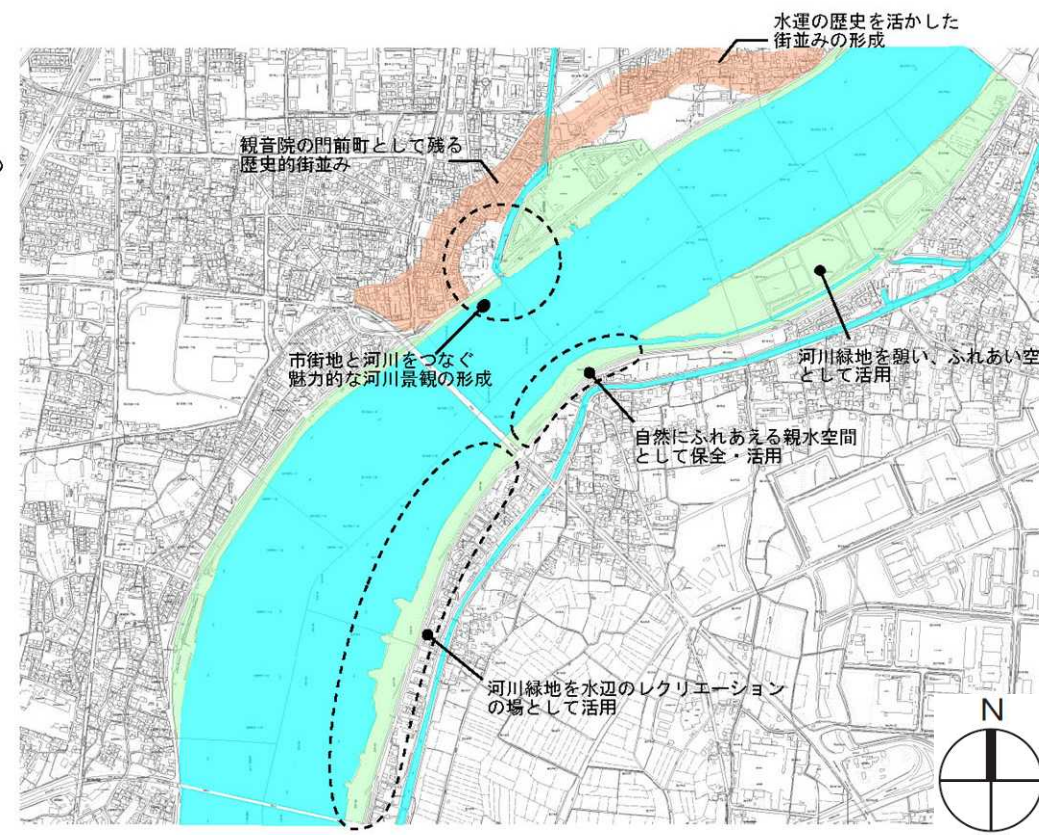 水運の歴史を活かした
街並みの形成
観音院の門前町として残る
歴史的街並み
市街地と河川をつなぐ
魅力的な河川景観の形成
河川緑地を憩い、ふれあい空
として活用
自然にふれあえる親水空間
として保全・活用
河川緑地を水辺のレクリエーション
の場として活用
N